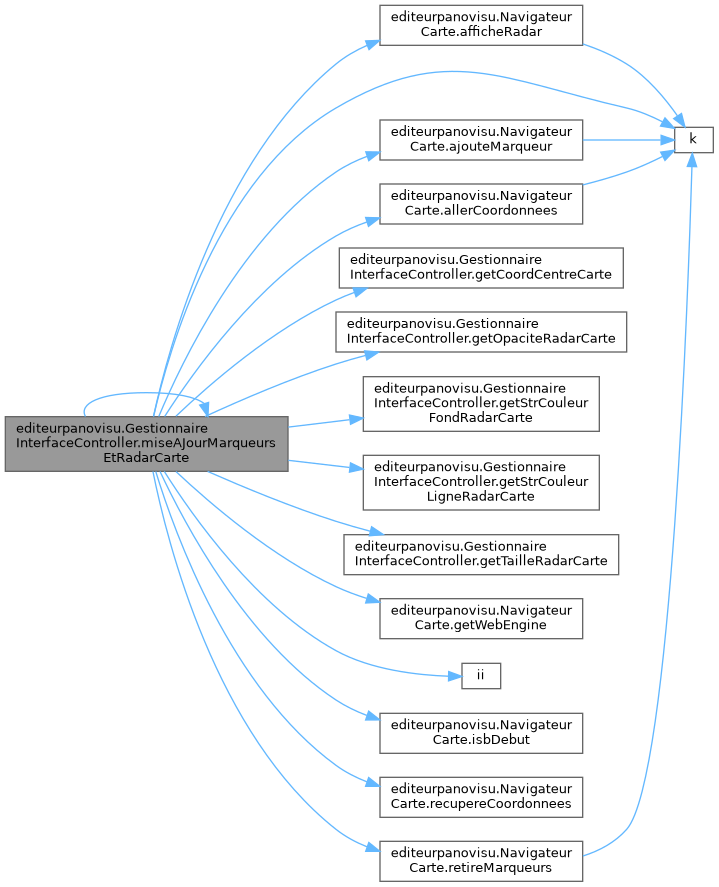 editeurpanovisu.Navigateur
Carte.afficheRadar
k
editeurpanovisu.Navigateur
Carte.ajouteMarqueur
editeurpanovisu.Navigateur
Carte.allerCoordonnees
editeurpanovisu.Gestionnaire
InterfaceController.getCoordCentreCarte
editeurpanovisu.Gestionnaire
InterfaceController.getOpaciteRadarCarte
editeurpanovisu.Gestionnaire
InterfaceController.getStrCouleur
FondRadarCarte
editeurpanovisu.Gestionnaire
InterfaceController.miseAJourMarqueurs
EtRadarCarte
editeurpanovisu.Gestionnaire
InterfaceController.getStrCouleur
LigneRadarCarte
editeurpanovisu.Gestionnaire
InterfaceController.getTailleRadarCarte
editeurpanovisu.Navigateur
Carte.getWebEngine
ii
editeurpanovisu.Navigateur
Carte.isbDebut
editeurpanovisu.Navigateur
Carte.recupereCoordonnees
editeurpanovisu.Navigateur
Carte.retireMarqueurs